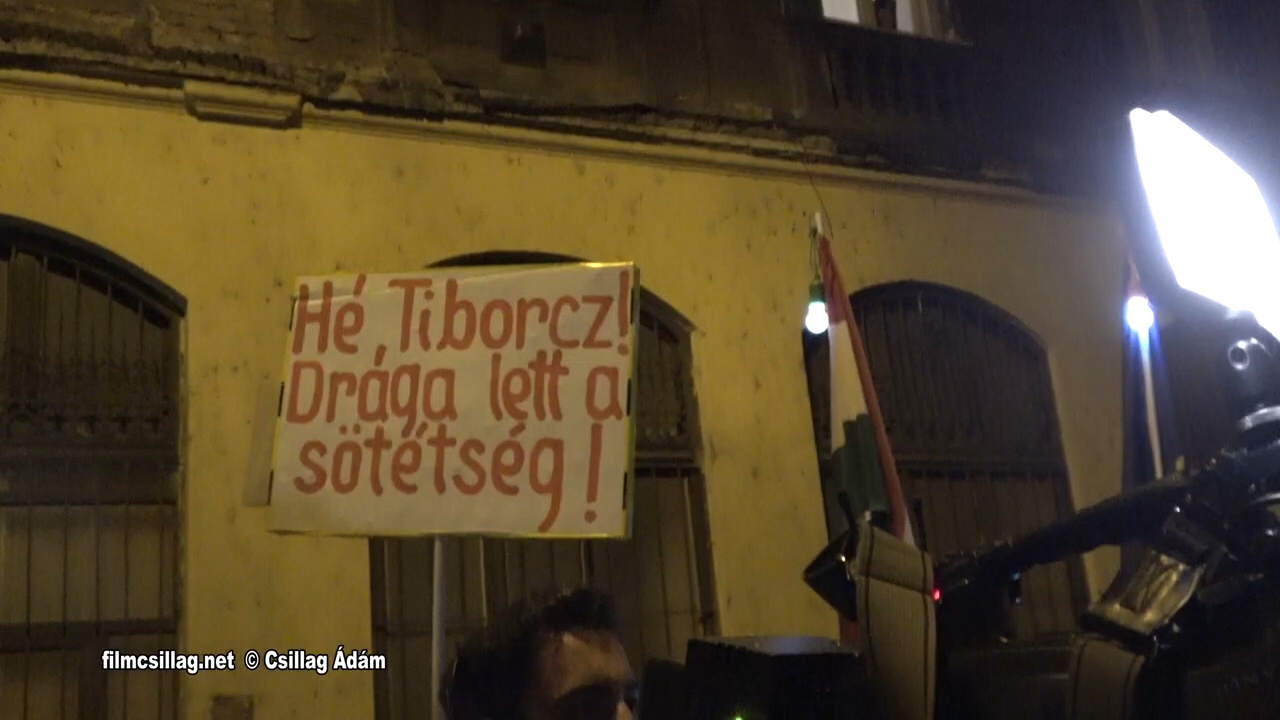 Hé, Tiborcz!
Drága lett a
sötétség!
filmcsillag.net © Csillag Ádám